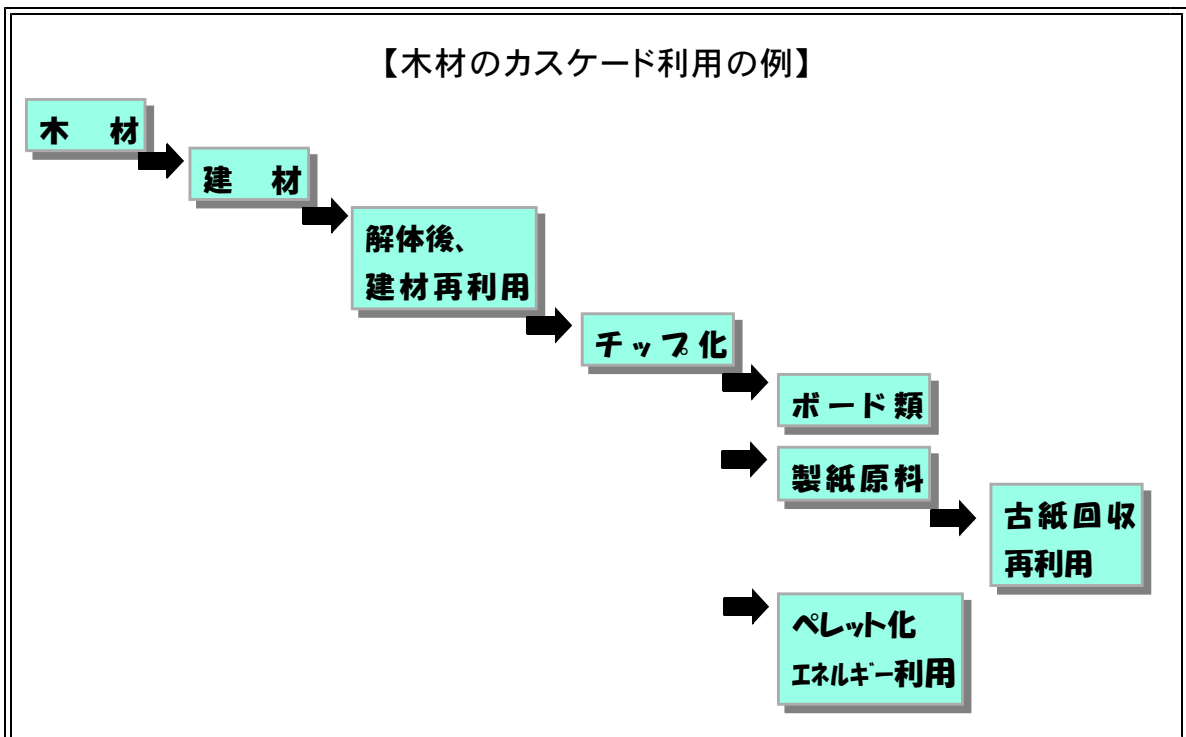 【木材のカスケード利用の例】
木　材
建　材
解体後、
建材再利用
チップ化
ボード類
製紙原料
古紙回収
再利用
ペレット化
エネルギー利用